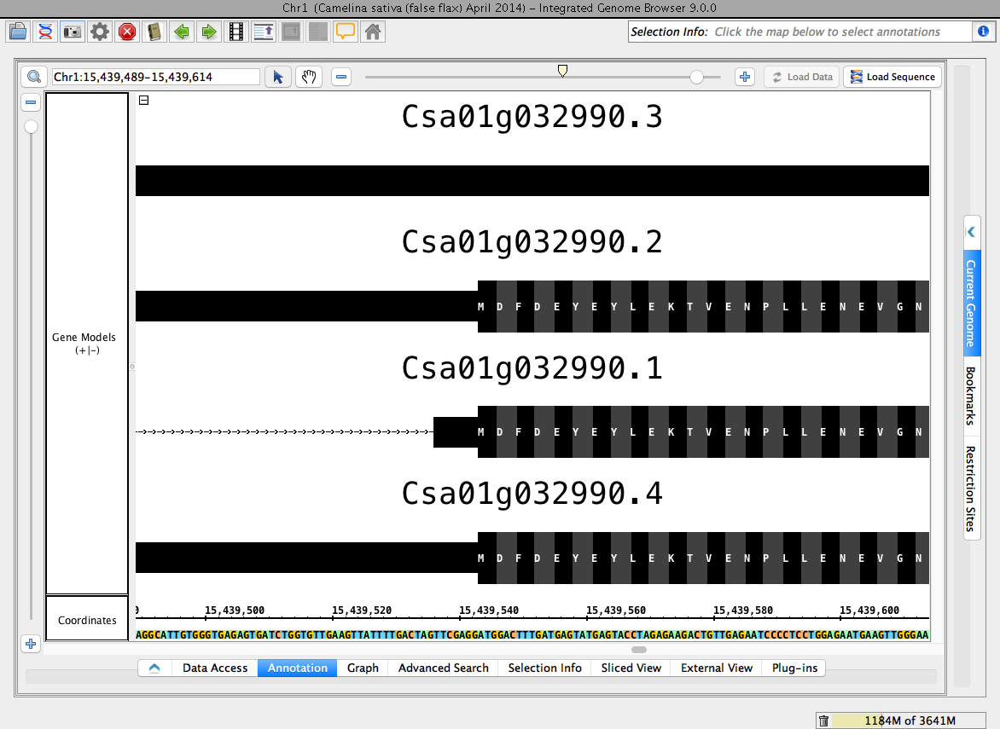 Chr1 (Camelina sativa (false flax) April 2014) – Integrated Genome Browser 9.0.0
Selection Info: Click the map below to select annotations
Chr1:15,439,489–15,439,614
Load Data
Load Sequence
Csa01g032990.3
Csa01g032990.2
M D F D E Y E Y L E K T V E N P L L E N E V G N
Gene Models
(+|-)
Csa01g032990.1
M D F D E Y E Y L E K T V E N P L L E N E V G N
Csa01g032990.4
M D F D E Y E Y L E K T V E N P L L E N E V G N
Coordinates
15,439,500 15,439,520 15,439,540 15,439,560 15,439,580 15,439,600
AGGCATTGTGGGTGAGAGTGATCTGGTGTTGAAGTTATTTTGACTAGTTCGAGGATGGACTTTGATGAGTATGAGTACCTAGAGAAGACTGTTGAGAATCCCCTCCTGGAGAATGAAGTTGGGAA
Current Genome
Bookmarks
Restriction Sites
Data Access
Annotation
Graph
Advanced Search
Selection Info
Sliced View
External View
Plug-ins
1184M of 3641M